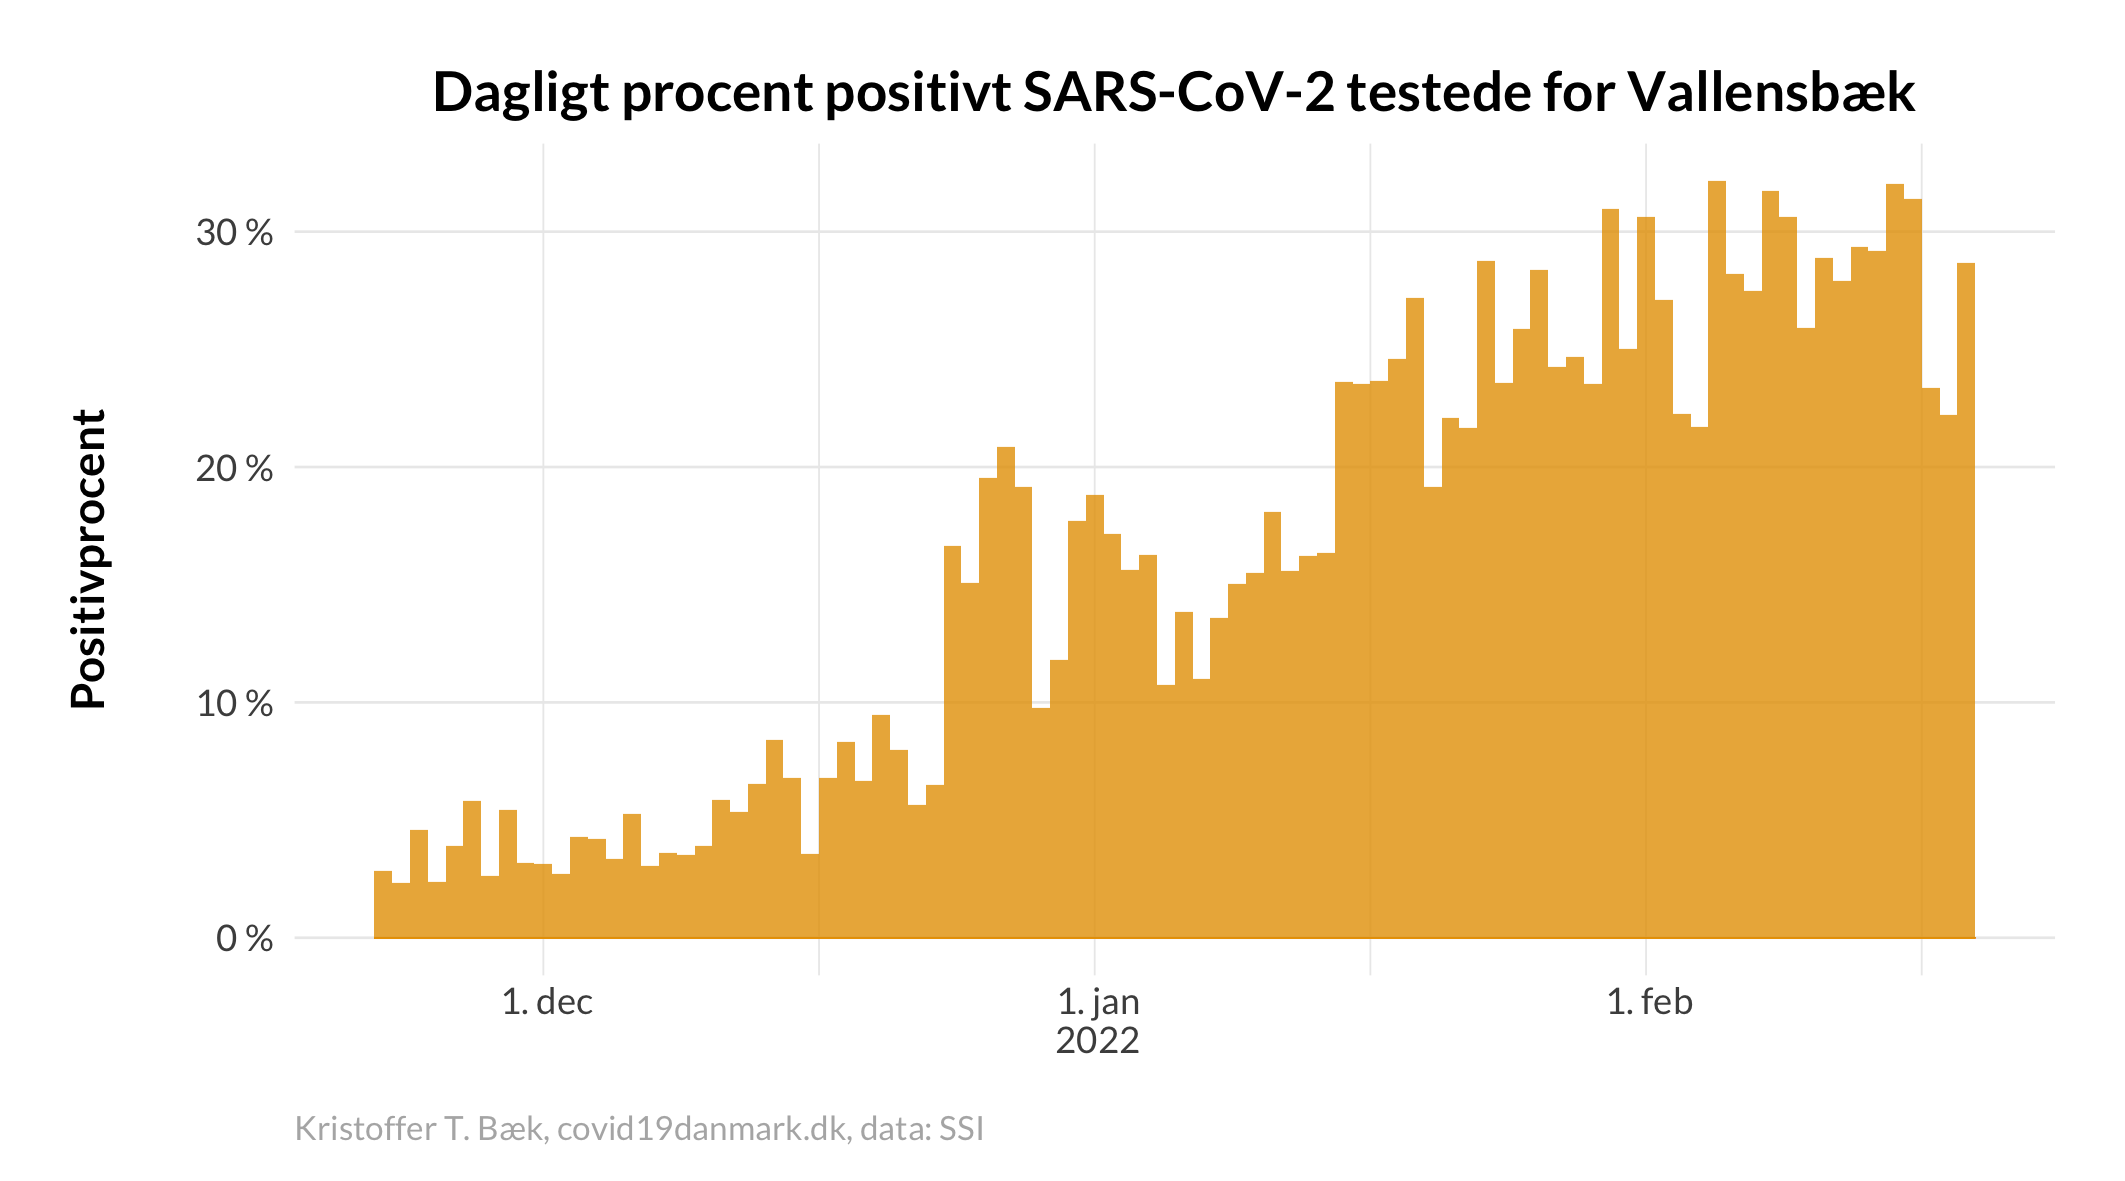 Dagligt procent positivt SARS-CoV-2 testede for Vallensbæk
Positivprocent
30 %
20 %
10 %
0 %
1. dec
1. jan
2022
1. feb
Kristoffer T. Bæk, covid19danmark.dk, data: SSI